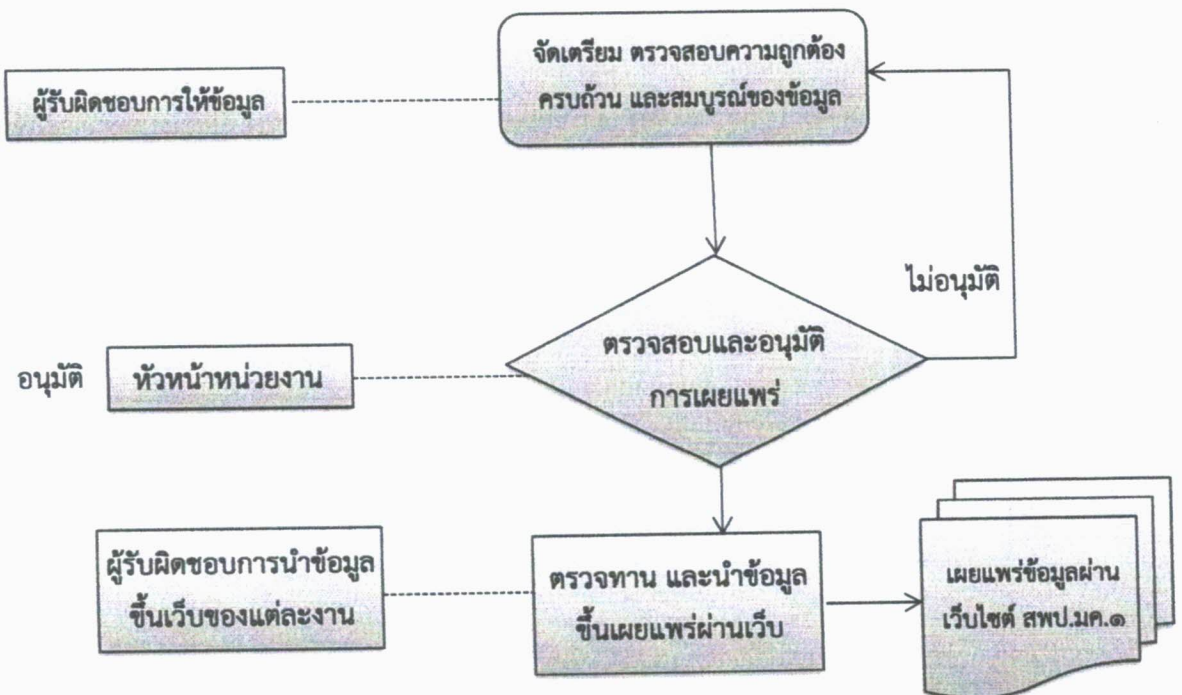 จัดเตรียม ตรวจสอบความถูกต้อง
ครบถ้วน และสมบูรณ์ของข้อมูล
ผู้รับผิดชอบการให้ข้อมูล
ไม่อนุมัติ
ตรวจสอบและอนุมัติ
การเผยแพร่
อนุมัติ
หัวหน้าหน่วยงาน
ผู้รับผิดชอบการนำข้อมูล
ขึ้นเว็บของแต่ละงาน
ตรวจทาน และนำข้อมูล
ขึ้นเผยแพร่ผ่านเว็บ
เผยแพร่ข้อมูลผ่าน
เว็บไซต์ สพป.มค.๑